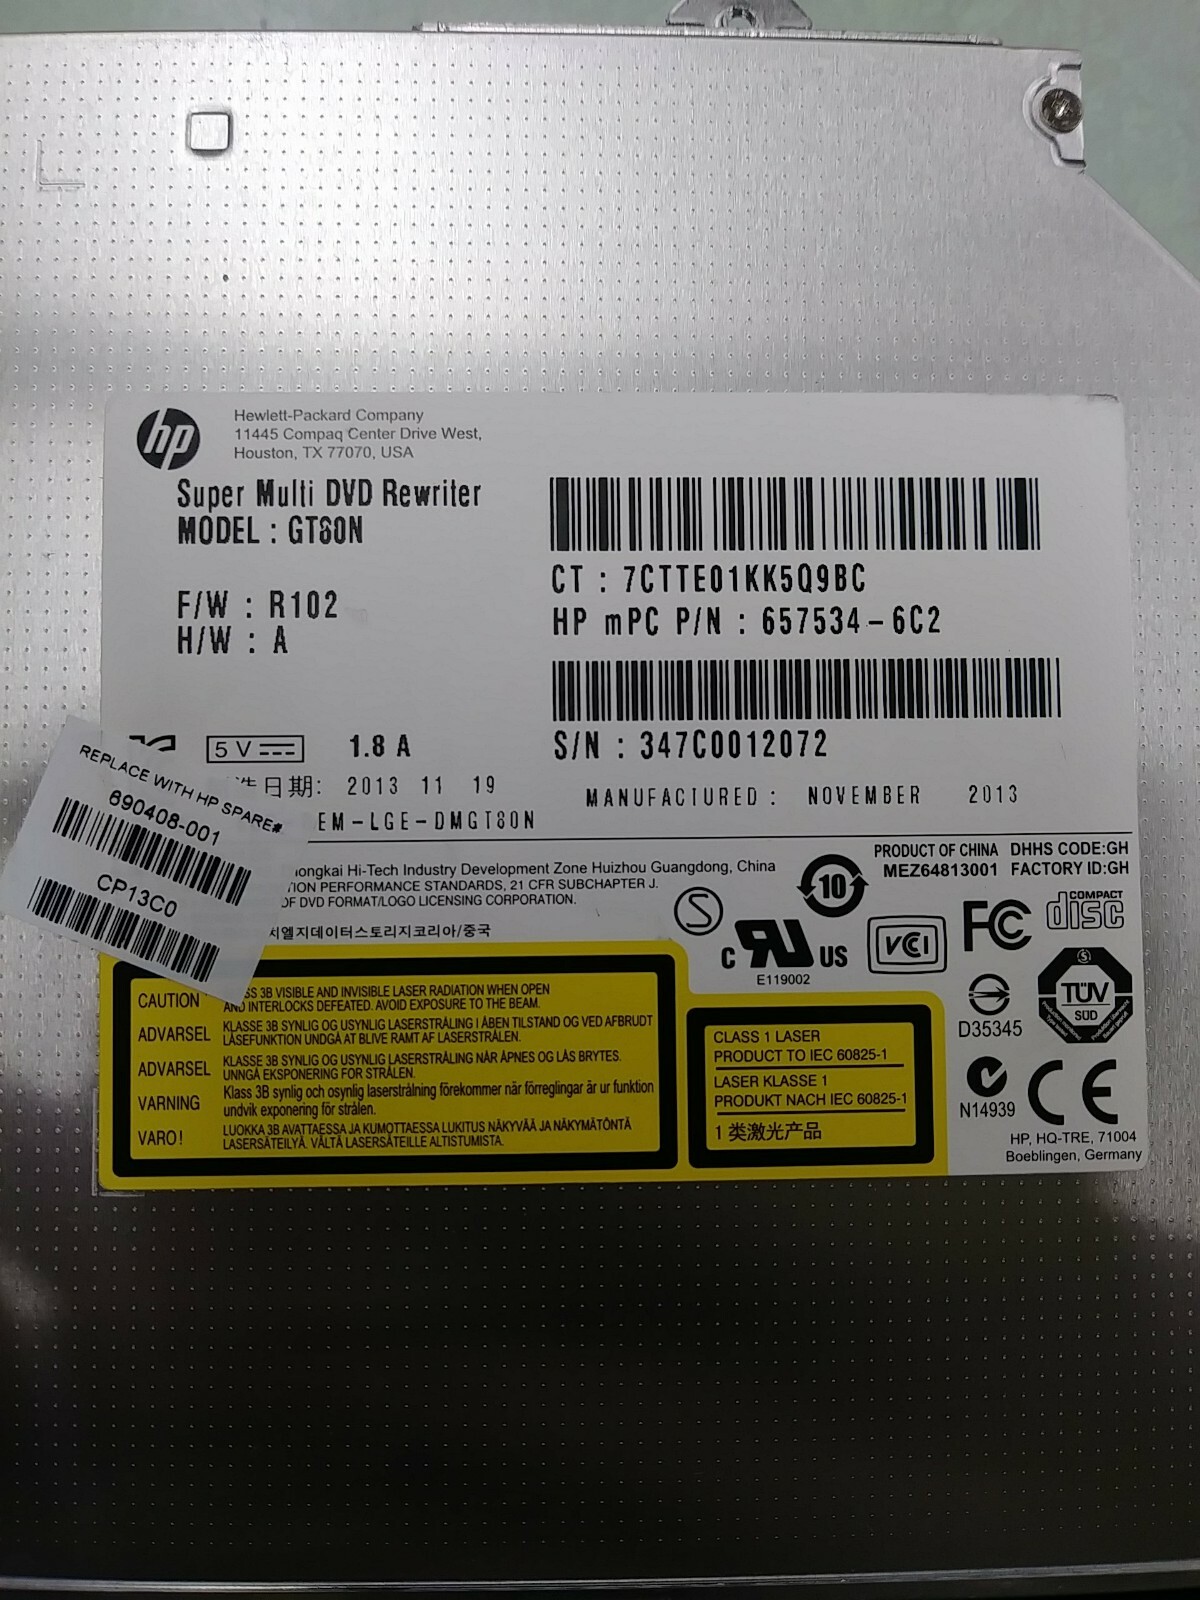 hp
Hewlett-Packard Company
11445 Compaq Center Drive West,
Houston, TX 77070, USA
Super Multi DVD Rewriter
MODEL : GT80N
F/W : R102
H/W : A
CT : 7CTTE01KK5Q9BC
HP mPC P/N : 657534-6C2
S/N : 347C0012072
5 V
1.8 A
日期: 2013 11 19
MANUFACTURED : NOVEMBER 2013
EM-LGE-DMGT80N
REPLACE WITH HP SPARE#
690408-001
CP13C0
PRODUCT OF CHINA DHHS CODE:GH
MEZ64813001 FACTORY ID:GH
Hi-Tech Industry Development Zone Huizhou Guangdong, China
PERFORMANCE STANDARDS, 21 CFR SUBCHAPTER J.
OF DVD FORMAT/LOGO LICENSING CORPORATION.
엘지데이터스토리지코리아/중국
10
S
c RU US
E119002
VCI
FC
COMPACT
disc
D35345
TÜV
SÜD
N14939
CE
HP, HQ-TRE, 71004
Boeblingen, Germany
CAUTION 3B VISIBLE AND INVISIBLE LASER RADIATION WHEN OPEN
AND INTERLOCKS DEFEATED. AVOID EXPOSURE TO THE BEAM.
ADVARSEL KLASSE 3B SYNLIG OG USYNLIG LASERSTRÅLING I ÅBEN TILSTAND OG VED AFBRUDT
LÅSEFUNKTION UNDGÅ AT BLIVE RAMT AF LASERSTRÅLEN.
ADVARSEL KLASSE 3B SYNLIG OG USYNLIG LASERSTRÅLING NÅR ÅPNES OG LÅS BRYTES.
UNNGÅ EKSPONERING FOR STRÅLEN.
VARNING Klass 3B synlig och osynlig laserstrålning förekommer när förreglingar är ur funktion
undvik exponering för strålen.
VARO! LUOKKA 3B AVATTAESSA JA KUMOTTAESSA LUKITUS NÄKYVÄÄ JA NÄKYMÄTÖNTÄ
LASERSÄTEILYÄ. VÄLTÄ LASERSÄTEILLE ALTISTUMISTA.
CLASS 1 LASER
PRODUCT TO IEC 60825-1
LASER KLASSE 1
PRODUKT NACH IEC 60825-1
1 类激光产品